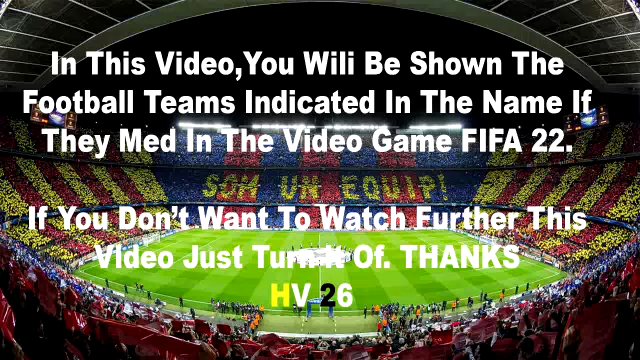 In This Video,You Wili Be Shown The
Football Teams Indicated In The Name If
They Med In The Video Game FIFA 22.
SOM UN EQUIP!
If You Don't Want To Watch Further This
Video Just Turn It Of. THANKS
HV 26